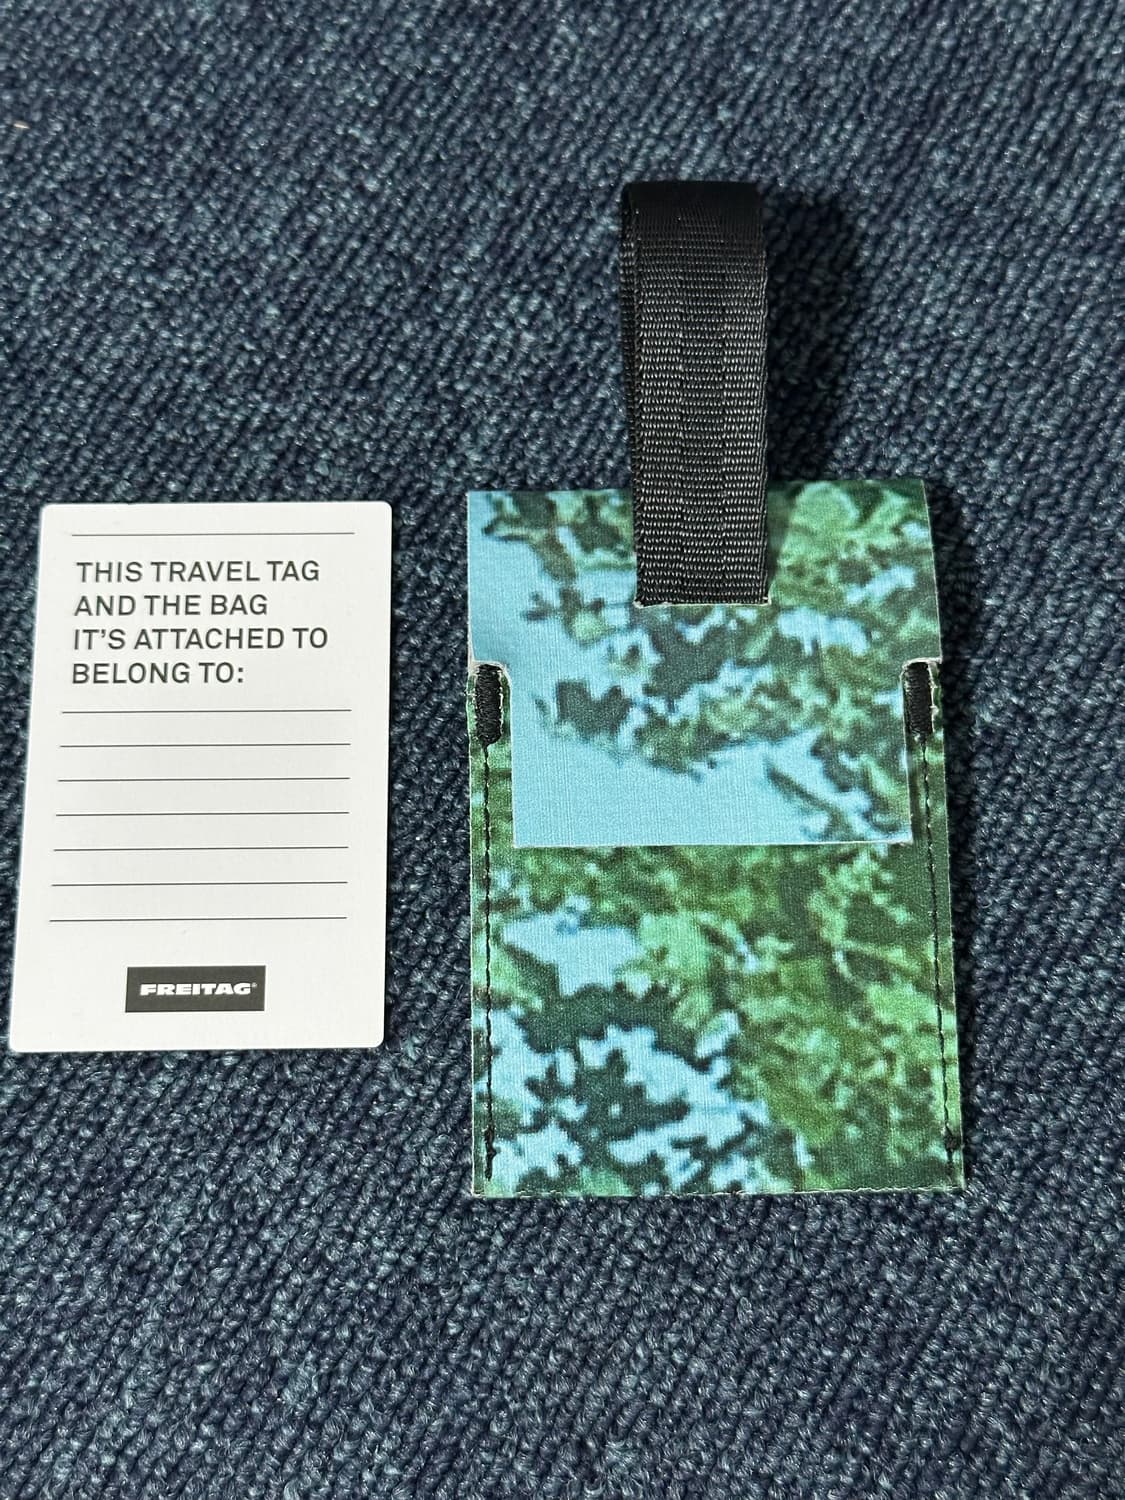 THIS TRAVEL TAG
AND THE BAG
IT'S ATTACHED TO
BELONG TO:
FREITAG®